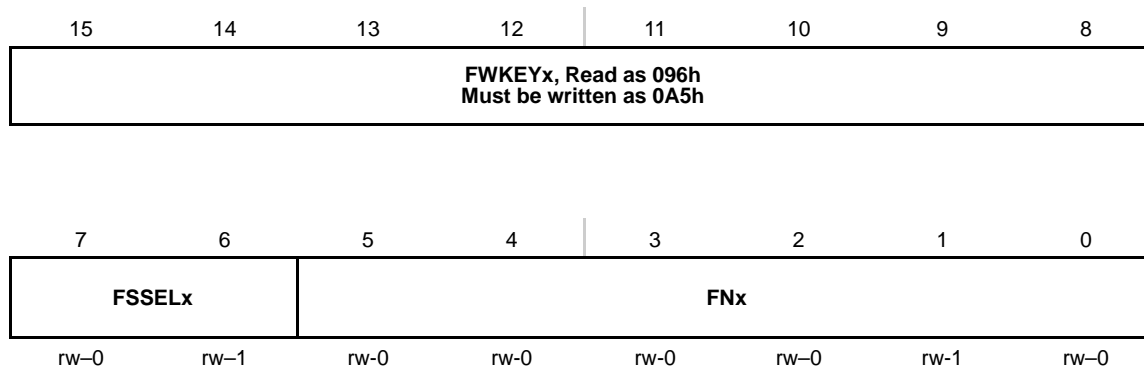 15 14 13 12 11 10 9 8
FWKEYx, Read as 096h
Must be written as 0A5h
7 6 5 4 3 2 1 0
FSSELx FNx
rw–0 rw–1 rw-0 rw-0 rw-0 rw–0 rw-1 rw–0